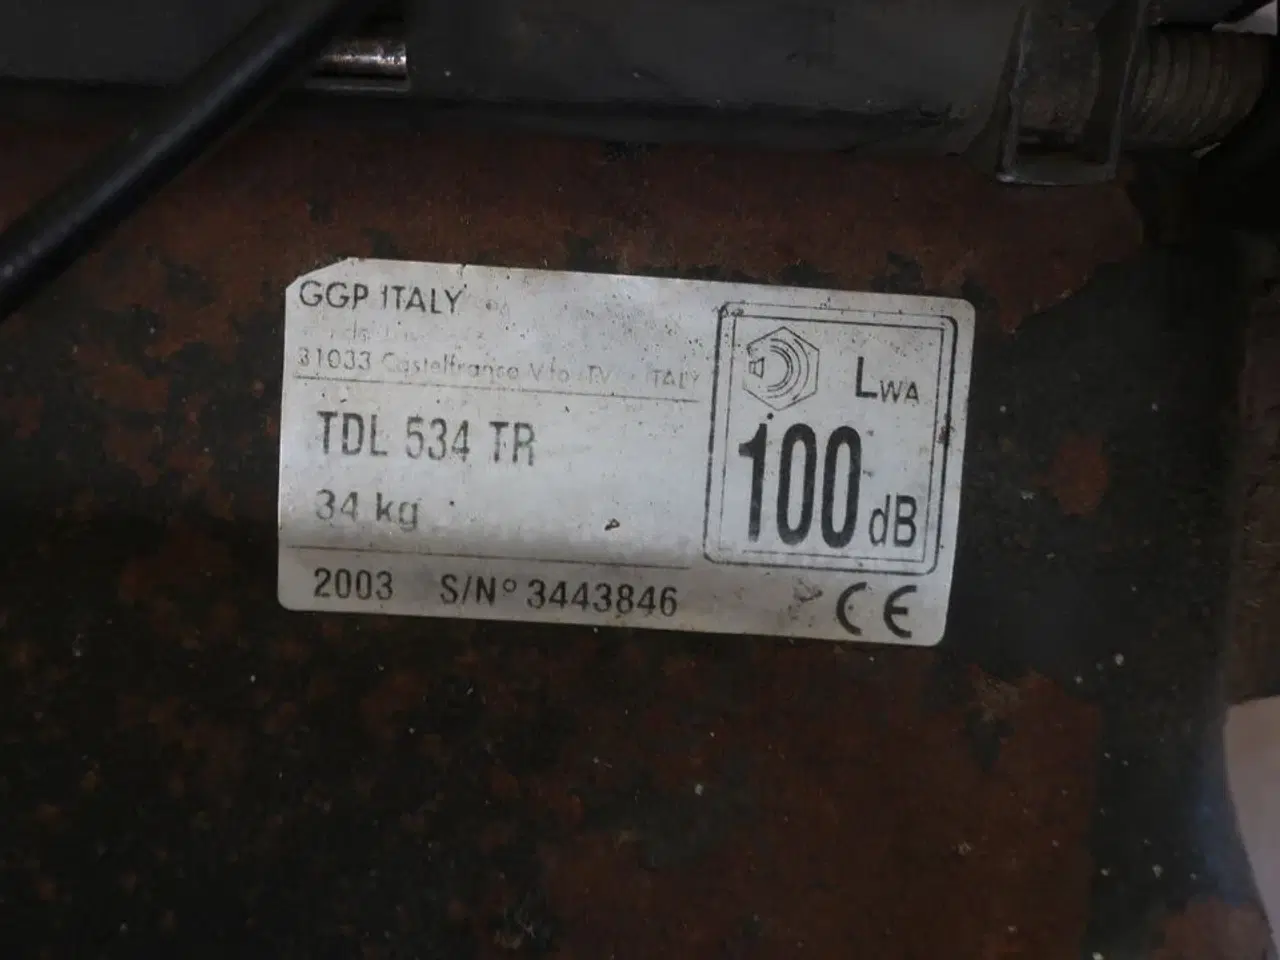 GGP ITALY
31033 Castelfranco V.to (TV) - ITALY
TDL 534 TR
34 kg
2003 S/N° 3443846
LWA
100 dB
CE